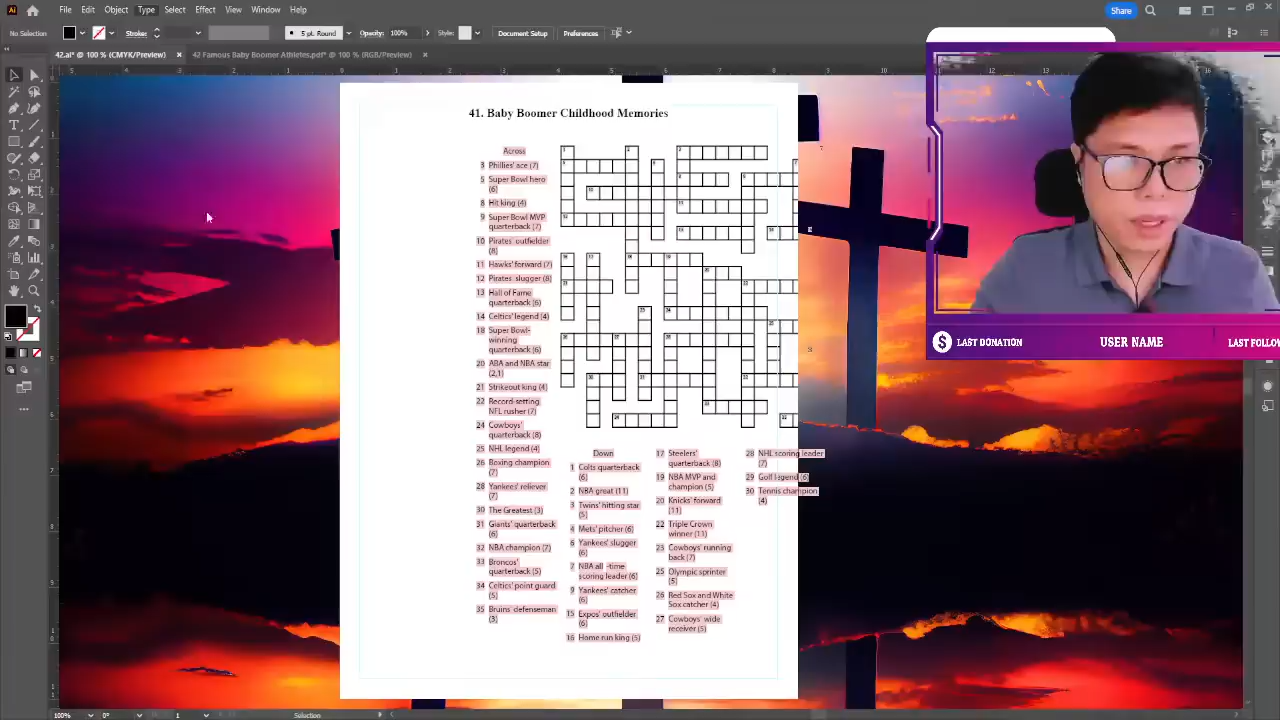 Ai File Edit Object Type Select Effect View Window Help Share
No Selection Stroke: 5 pt. Round Opacity: 100% Style: Document Setup Preferences
42.ai* @ 100 % (CMYK/Preview) × 42 Famous Baby Boomer Athletes.pdf* @ 100 % (RGB/Preview) ×
41. Baby Boomer Childhood Memories
Across
3 Phillies' ace (7)
5 Super Bowl hero
(6)
8 Hit king (4)
9 Super Bowl MVP
quarterback (7)
10 Pirates' outfielder
(8)
11 Hawks' forward (7)
12 Pirates' slugger (8)
13 Hall of Fame
quarterback (6)
14 Celtics' legend (4)
18 Super Bowl-
winning
quarterback (6)
20 ABA and NBA star
(2,1)
21 Strikeout king (4)
22 Record-setting
NFL rusher (7)
24 Cowboys'
quarterback (8)
25 NHL legend (4)
26 Boxing champion
(7)
28 Yankees' reliever
(7)
30 The Greatest (3)
31 Giants' quarterback
(6)
32 NBA champion (7)
33 Broncos'
quarterback (5)
34 Celtics' point guard
(5)
35 Bruins' defenseman
(3)
Down
1 Colts quarterback
(6)
2 NBA great (11)
3 Twins' hitting star
(5)
4 Mets' pitcher (6)
6 Yankees' slugger
(6)
7 NBA all -time
scoring leader (6)
9 Yankees' catcher
(6)
15 Expos' outfielder
(6)
16 Home run king (5)
17 Steelers'
quarterback (8)
19 NBA MVP and
champion (5)
20 Knicks' forward
(11)
22 Triple Crown
winner (11)
23 Cowboys' running
back (7)
25 Olympic sprinter
(5)
26 Red Sox and White
Sox catcher (4)
27 Cowboys' wide
receiver (5)
28 NHL scoring leader
(7)
29 Golf legend (6)
30 Tennis champion
(4)
$ LAST DONATION USER NAME LAST FOLLO
100% 0° 1 Selection